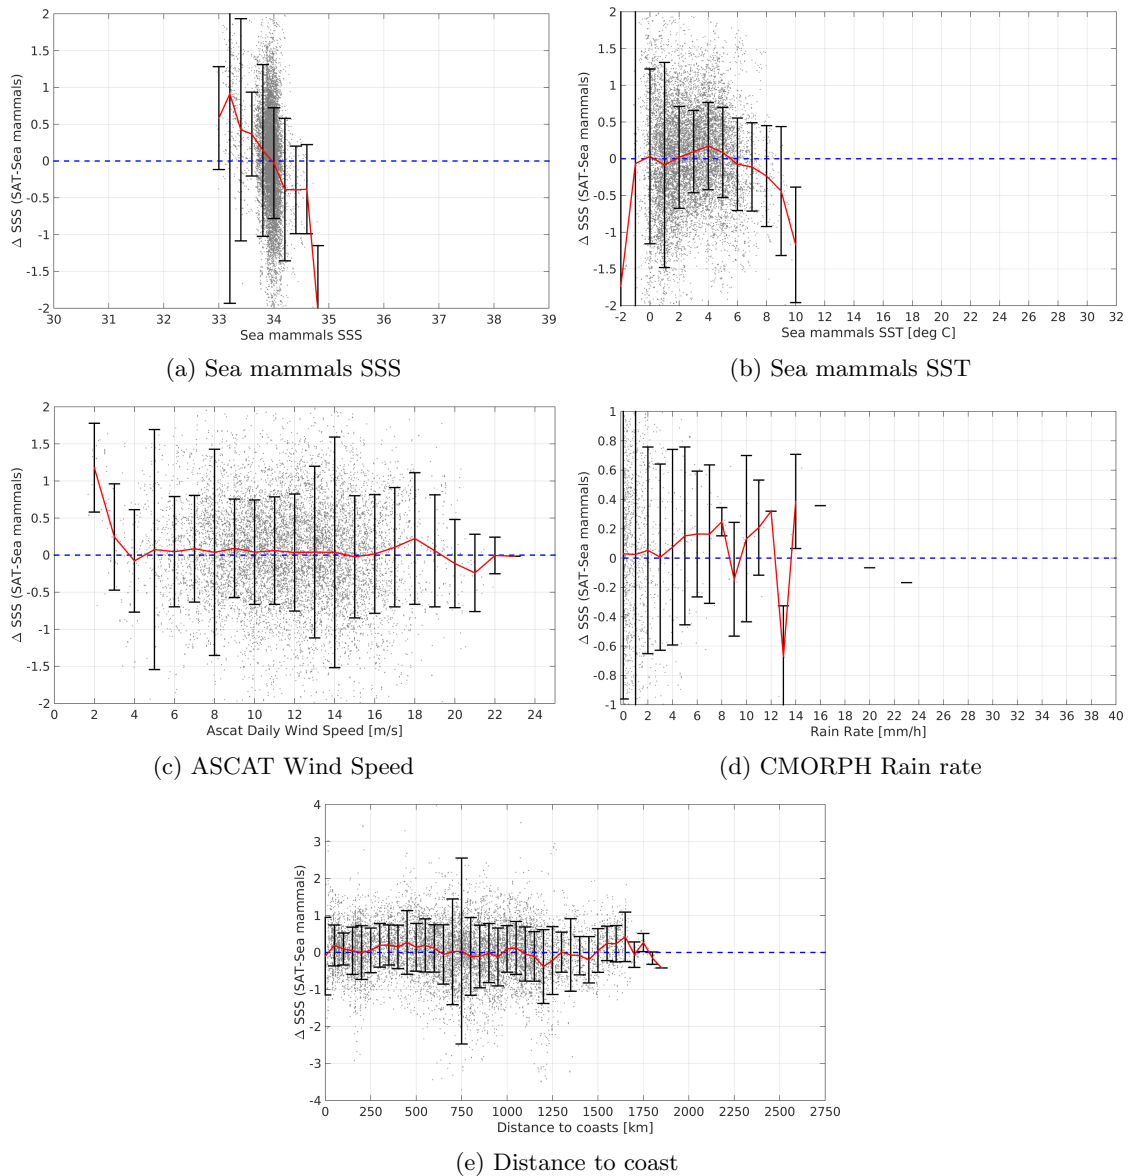 2
1.5
1
0.5
0
-0.5
-1
-1.5
-2
Δ SSS (SAT-Sea mammals)
30 31 32 33 34 35 36 37 38 39
Sea mammals SSS
(a) Sea mammals SSS
2
1.5
1
0.5
0
-0.5
-1
-1.5
-2
Δ SSS (SAT-Sea mammals)
-2 0 2 4 6 8 10 12 14 16 18 20 22 24 26 28 30 32
Sea mammals SST [deg C]
(b) Sea mammals SST
2
1.5
1
0.5
0
-0.5
-1
-1.5
-2
Δ SSS (SAT-Sea mammals)
0 2 4 6 8 10 12 14 16 18 20 22 24
Ascat Daily Wind Speed [m/s]
(c) ASCAT Wind Speed
1
0.8
0.6
0.4
0.2
0
-0.2
-0.4
-0.6
-0.8
-1
Δ SSS (SAT-Sea mammals)
0 2 4 6 8 10 12 14 16 18 20 22 24 26 28 30 32 34 36 38 40
Rain Rate [mm/h]
(d) CMORPH Rain rate
4
3
2
1
0
-1
-2
-3
-4
Δ SSS (SAT-Sea mammals)
0 250 500 750 1000 1250 1500 1750 2000 2250 2500 2750
Distance to coasts [km]
(e) Distance to coast